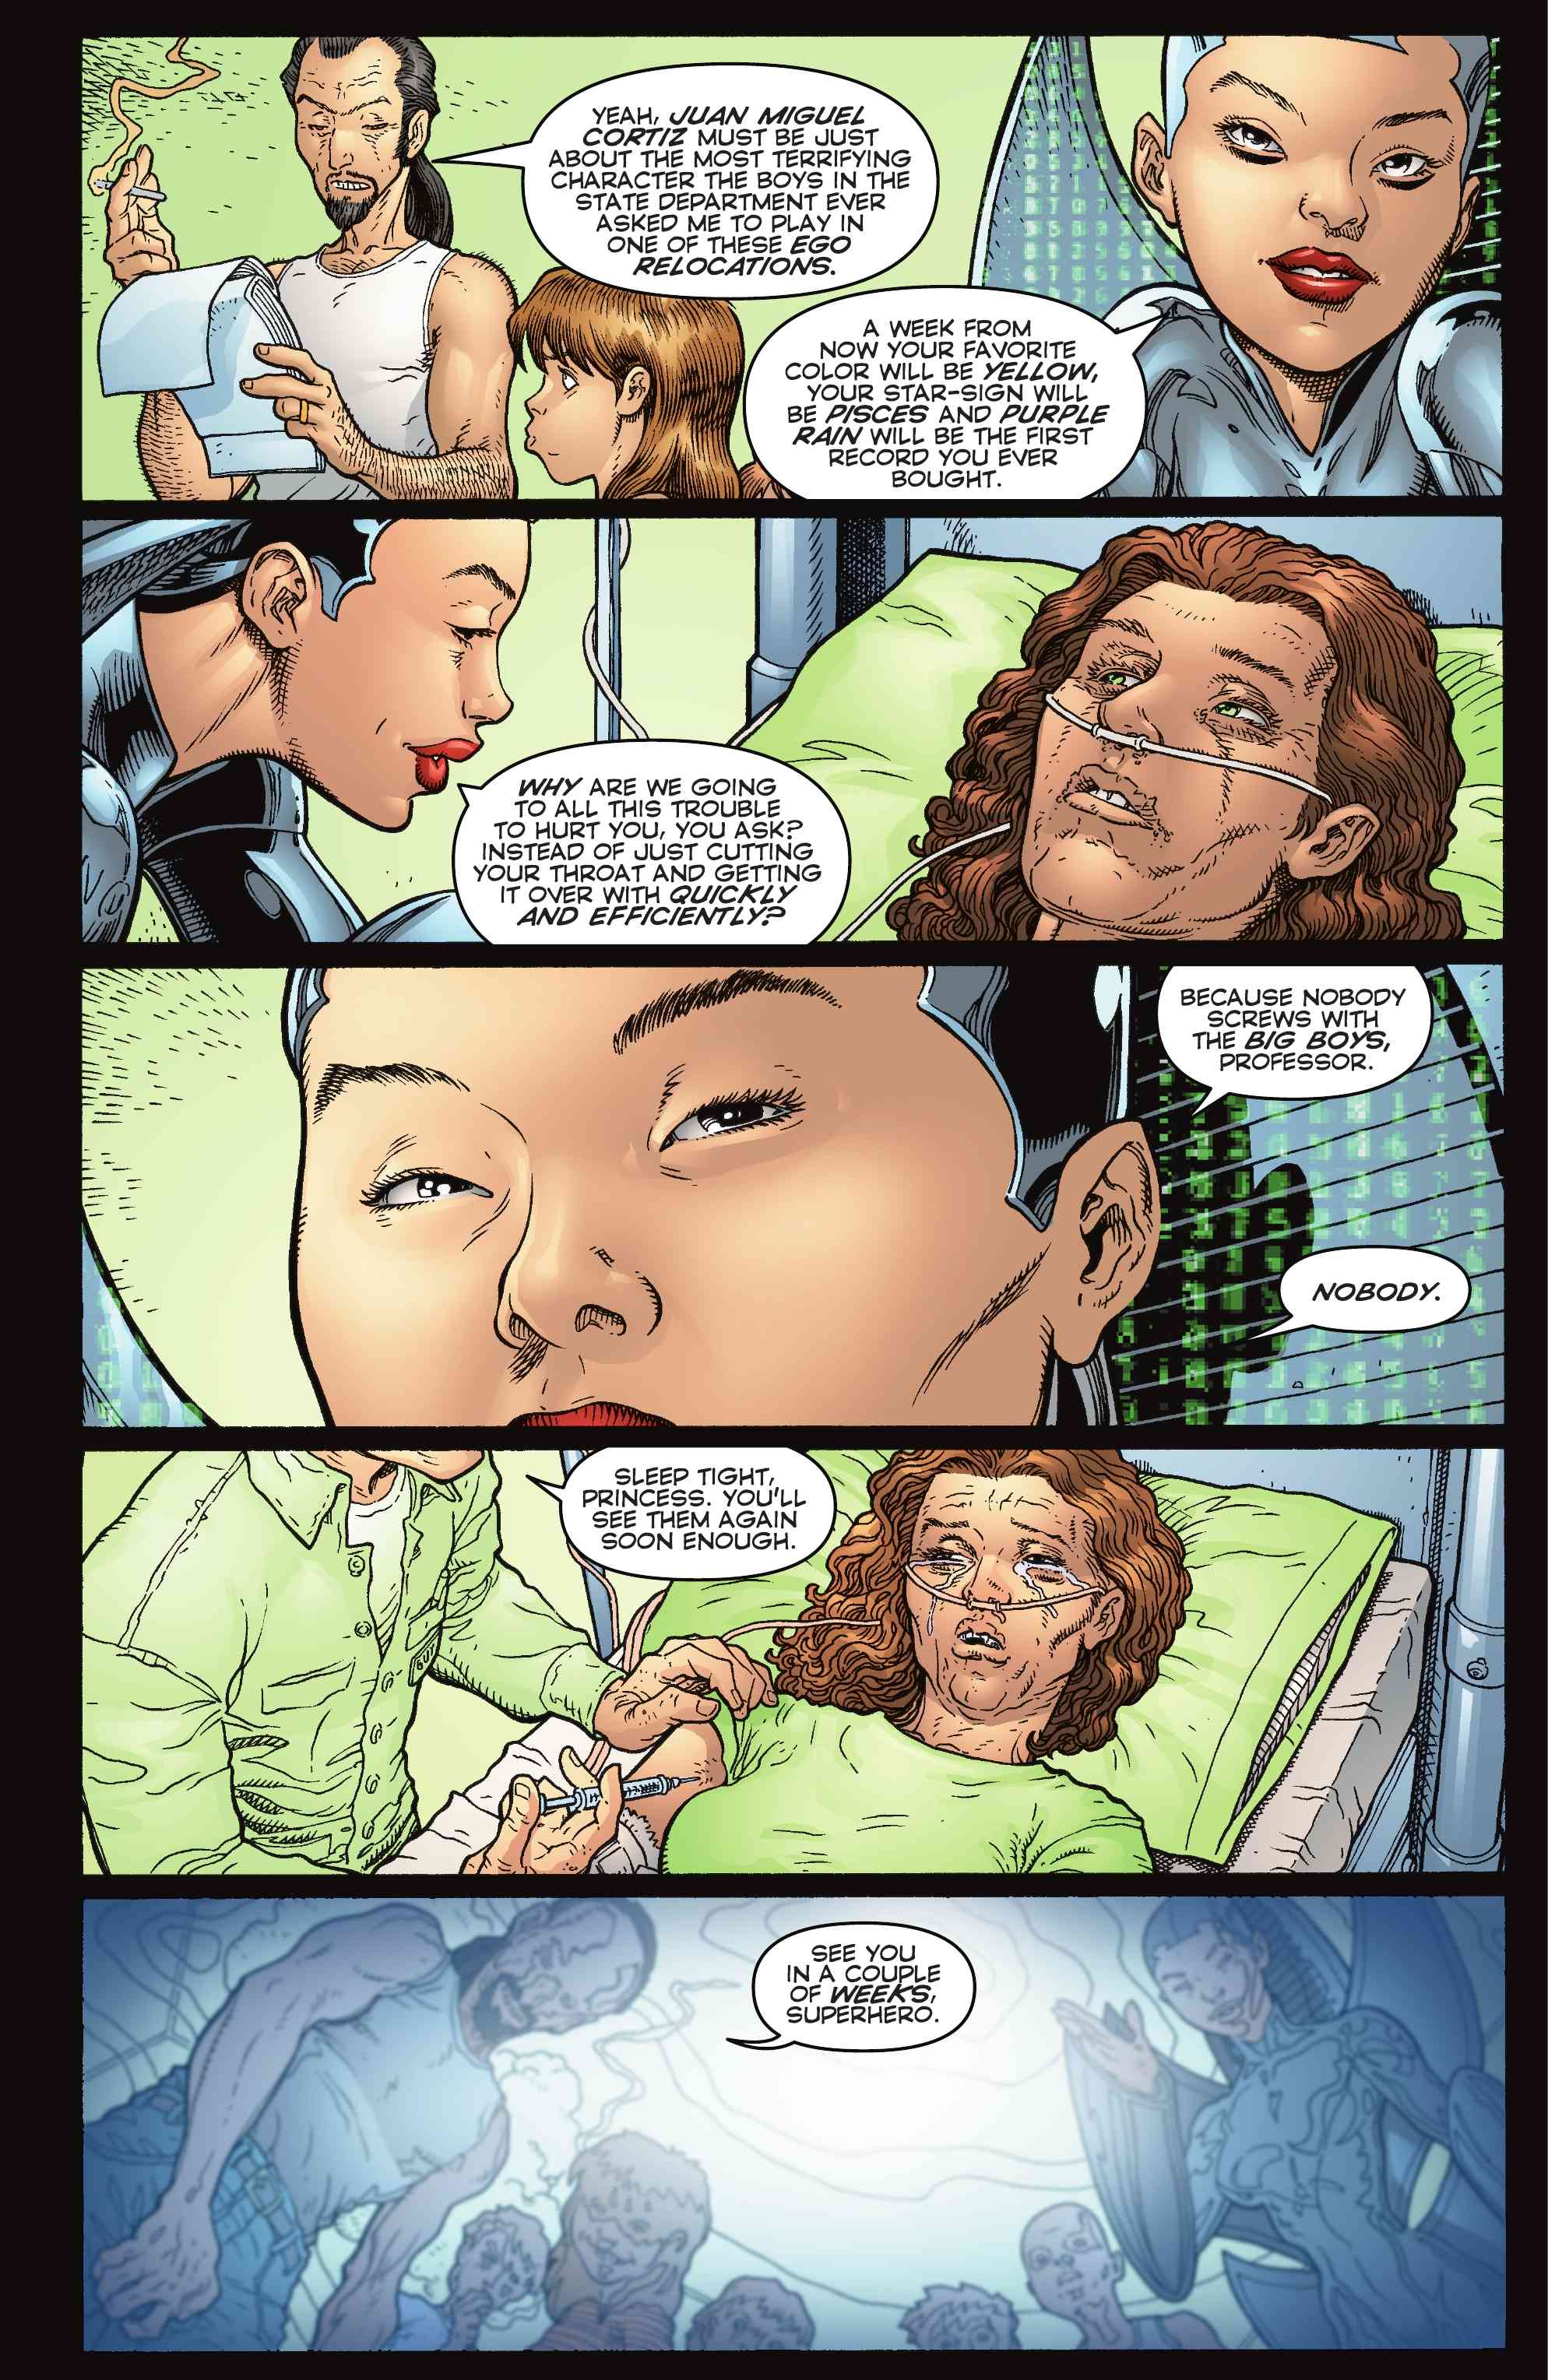 YEAH, JUAN MIGUEL
CORTIZ MUST BE JUST
ABOUT THE MOST TERRIFYING
CHARACTER THE BOYS IN THE
STATE DEPARTMENT EVER
ASKED ME TO PLAY IN
ONE OF THESE EGO
RELOCATIONS.
A WEEK FROM
NOW YOUR FAVORITE
COLOR WILL BE YELLOW,
YOUR STAR-SIGN WILL
BE PISCES AND PURPLE
RAIN WILL BE THE FIRST
RECORD YOU EVER
BOUGHT.
WHY ARE WE GOING
TO ALL THIS TROUBLE
TO HURT YOU, YOU ASK?
INSTEAD OF JUST CUTTING
YOUR THROAT AND GETTING
IT OVER WITH QUICKLY
AND EFFICIENTLY?
BECAUSE NOBODY
SCREWS WITH
THE BIG BOYS,
PROFESSOR.
NOBODY.
SLEEP TIGHT,
PRINCESS. YOU'LL
SEE THEM AGAIN
SOON ENOUGH.
SEE YOU
IN A COUPLE
OF WEEKS,
SUPERHERO.